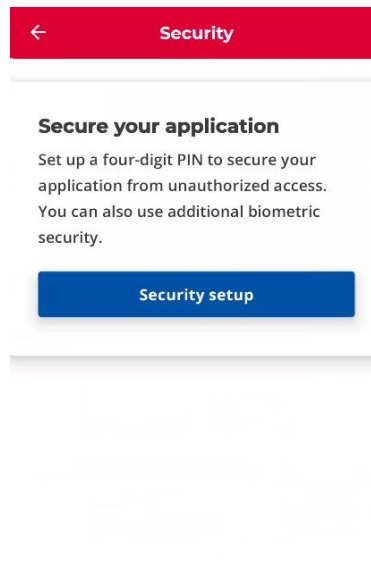 Security
Secure your application
Set up a four-digit PIN to secure your
application from unauthorized access.
You can also use additional biometric
security.
Security setup